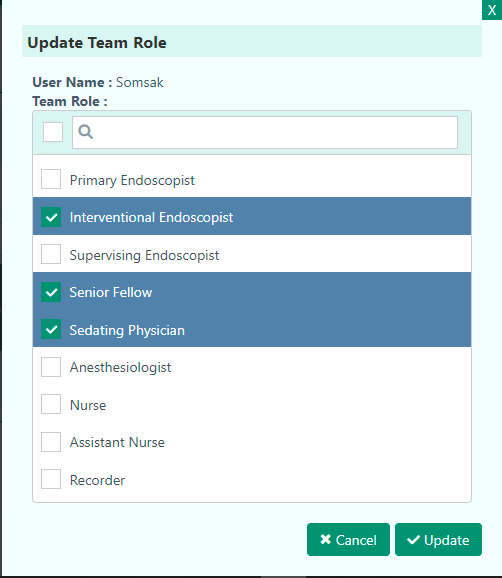 X
Update Team Role
User Name : Somsak
Team Role :
Primary Endoscopist
Interventional Endoscopist
Supervising Endoscopist
Senior Fellow
Sedating Physician
Anesthesiologist
Nurse
Assistant Nurse
Recorder
Cancel Update